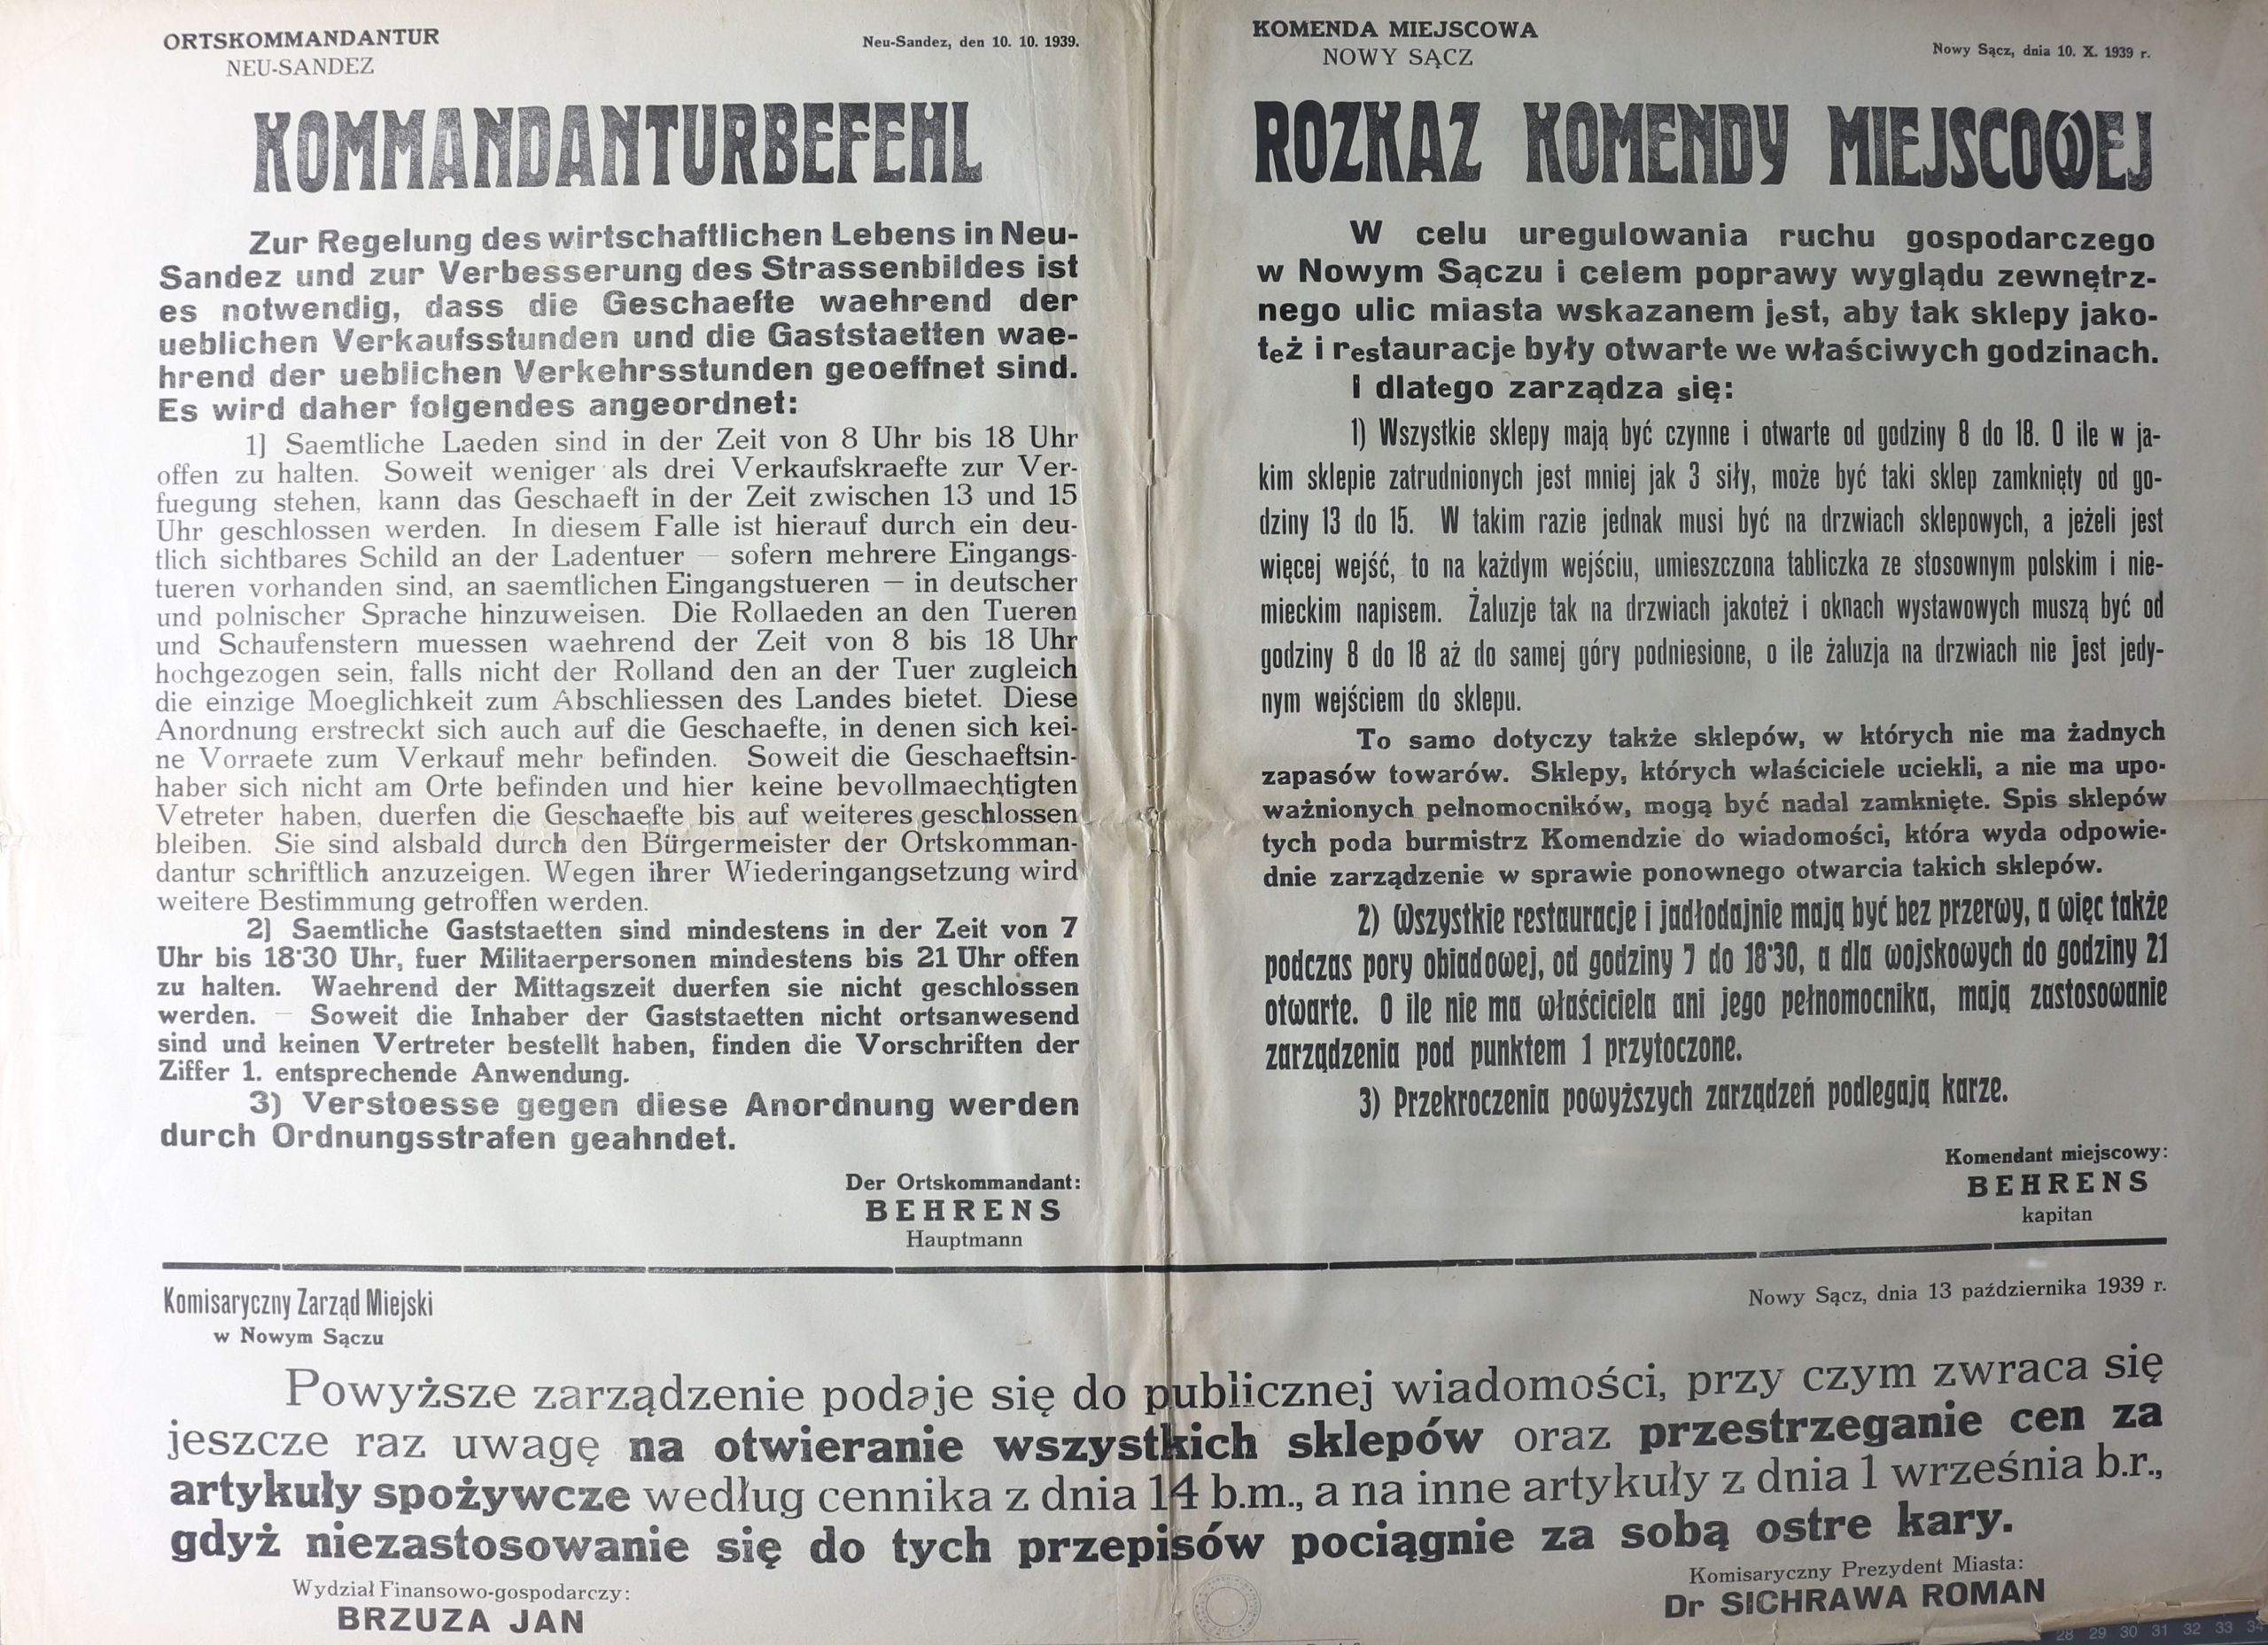 ORTSKOMMANDANTUR
NEU-SANDEZ
Neu-Sandez, den 10. 10. 1939.
KOMMANDANTURBEFEHL
Zur Regelung des wirtschaftlichen Lebens in Neu-
Sandez und zur Verbesserung des Strassenbildes ist
es notwendig, dass die Geschaefte waehrend der
ueblichen Verkaufsstunden und die Gaststaetten wae-
hrend der ueblichen Verkehrsstunden geoeffnet sind.
Es wird daher folgendes angeordnet:
1] Saemtliche Laeden sind in der Zeit von 8 Uhr bis 18 Uhr
offen zu halten. Soweit weniger als drei Verkaufskraefte zur Ver-
fuegung stehen, kann das Geschaeft in der Zeit zwischen 13 und 15
Uhr geschlossen werden. In diesem Falle ist hierauf durch ein deu-
tlich sichtbares Schild an der Ladentuer — sofern mehrere Eingangs-
tueren vorhanden sind, an saemtlichen Eingangstueren — in deutscher
und polnischer Sprache hinzuweisen. Die Rollaeden an den Tueren
und Schaufenstern muessen waehrend der Zeit von 8 bis 18 Uhr
hochgezogen sein, falls nicht der Rolland den an der Tuer zugleich
die einzige Moeglichkeit zum Abschliessen des Landes bietet. Diese
Anordnung erstreckt sich auch auf die Geschaefte, in denen sich kei-
ne Vorraete zum Verkauf mehr befinden. Soweit die Geschaeftsin-
haber sich nicht am Orte befinden und hier keine bevollmaechtigten
Vetreter haben, duerfen die Geschaefte bis auf weiteres geschlossen
bleiben. Sie sind alsbald durch den Bürgermeister der Ortskomman-
dantur schriftlich anzuzeigen. Wegen ihrer Wiederingangsetzung wird
weitere Bestimmung getroffen werden.
2] Saemtliche Gaststaetten sind mindestens in der Zeit von 7
Uhr bis 18·30 Uhr, fuer Militaerpersonen mindestens bis 21 Uhr offen
zu halten. Waehrend der Mittagszeit duerfen sie nicht geschlossen
werden. — Soweit die Inhaber der Gaststaetten nicht ortsanwesend
sind und keinen Vertreter bestellt haben, finden die Vorschriften der
Ziffer 1. entsprechende Anwendung.
3) Verstoesse gegen diese Anordnung werden
durch Ordnungsstrafen geahndet.
Der Ortskommandant:
BEHRENS
Hauptmann
KOMENDA MIEJSCOWA
NOWY SĄCZ
Nowy Sącz, dnia 10. X. 1939 r.
ROZKAZ KOMENDY MIEJSCOWEJ
W celu uregulowania ruchu gospodarczego
w Nowym Sączu i celem poprawy wyglądu zewnętrz-
nego ulic miasta wskazanem jest, aby tak sklepy jako-
też i restauracje były otwarte we właściwych godzinach.
I dlatego zarządza się:
1) Wszystkie sklepy mają być czynne i otwarte od godziny 8 do 18. O ile w ja-
kim sklepie zatrudnionych jest mniej jak 3 siły, może być taki sklep zamknięty od go-
dziny 13 do 15. W takim razie jednak musi być na drzwiach sklepowych, a jeżeli jest
więcej wejść, to na każdym wejściu, umieszczona tabliczka ze stosownym polskim i nie-
mieckim napisem. Żaluzje tak na drzwiach jakoteż i oknach wystawowych muszą być od
godziny 8 do 18 aż do samej góry podniesione, o ile żaluzja na drzwiach nie jest jedy-
nym wejściem do sklepu.
To samo dotyczy także sklepów, w których nie ma żadnych
zapasów towarów. Sklepy, których właściciele uciekli, a nie ma upo-
ważnionych pełnomocników, mogą być nadal zamknięte. Spis sklepów
tych poda burmistrz Komendzie do wiadomości, która wyda odpowie-
dnie zarządzenie w sprawie ponownego otwarcia takich sklepów.
2) Wszystkie restauracje i jadłodajnie mają być bez przerwy, a więc także
podczas pory obiadowej, od godziny 7 do 18·30, a dla wojskowych do godziny 21
otwarte. O ile nie ma właściciela ani jego pełnomocnika, mają zastosowanie
zarządzenia pod punktem 1 przytoczone.
3) Przekroczenia powyższych zarządzeń podlegają karze.
Komendant miejscowy:
BEHRENS
kapitan
Komisaryczny Zarząd Miejski
w Nowym Sączu
Nowy Sącz, dnia 13 października 1939 r.
Powyższe zarządzenie podaje się do publicznej wiadomości, przy czym zwraca się
jeszcze raz uwagę na otwieranie wszystkich sklepów oraz przestrzeganie cen za
artykuły spożywcze według cennika z dnia 14 b.m., a na inne artykuły z dnia 1 września b.r.,
gdyż niezastosowanie się do tych przepisów pociągnie za sobą ostre kary.
Wydział Finansowo-gospodarczy:
BRZUZA JAN
Komisaryczny Prezydent Miasta:
Dr SICHRAWA ROMAN
28 29 30 31 32 33